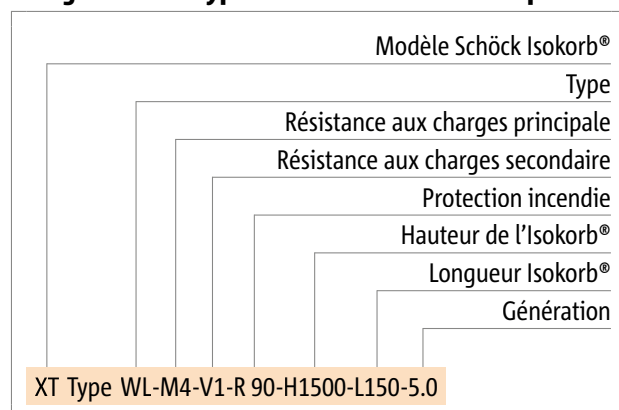 Modèle Schöck Isokorb®
Type
Résistance aux charges principale
Résistance aux charges secondaire
Protection incendie
Hauteur de l'Isokorb®
Longueur Isokorb®
Génération
XT Type WL-M4-V1-R 90-H1500-L150-5.0